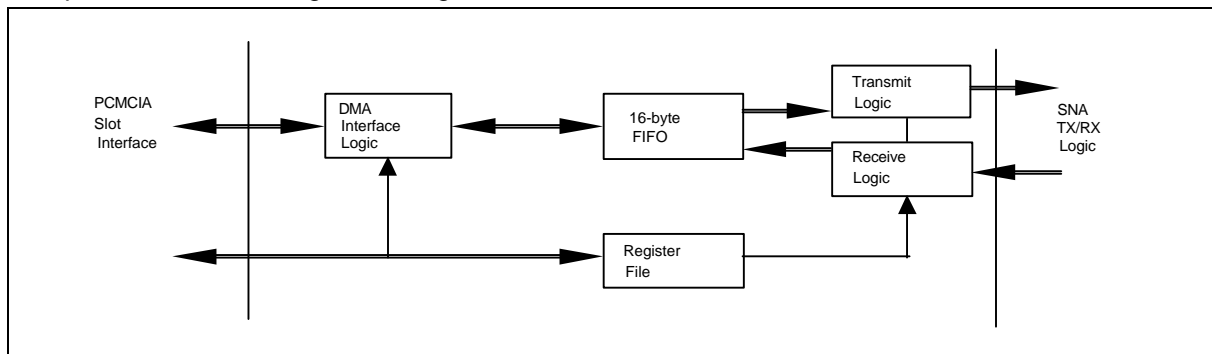 PCMCIA
Slot
Interface
DMA
Interface
Logic
16-byte
FIFO
Transmit
Logic
Receive
Logic
SNA
TX/RX
Logic
Register
File